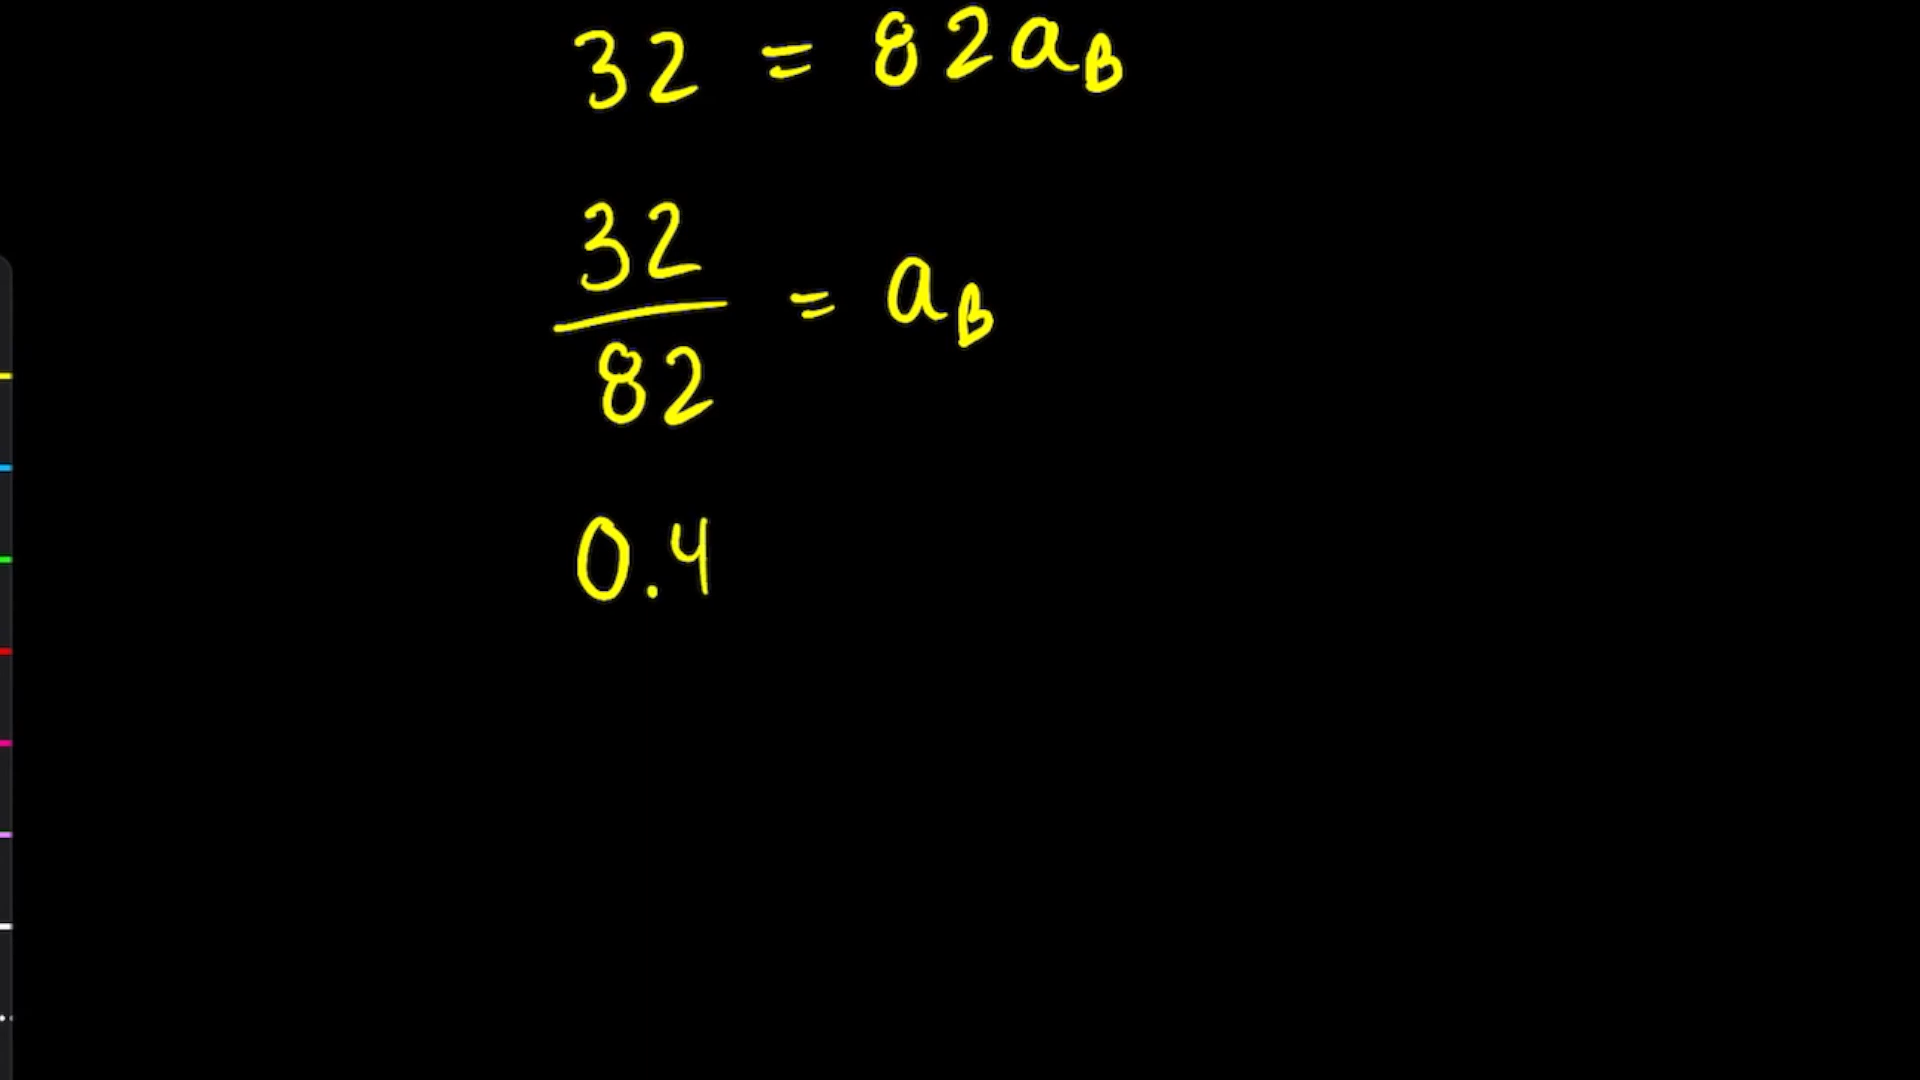 32 = 82a_B
32/82 = a_B
0.4